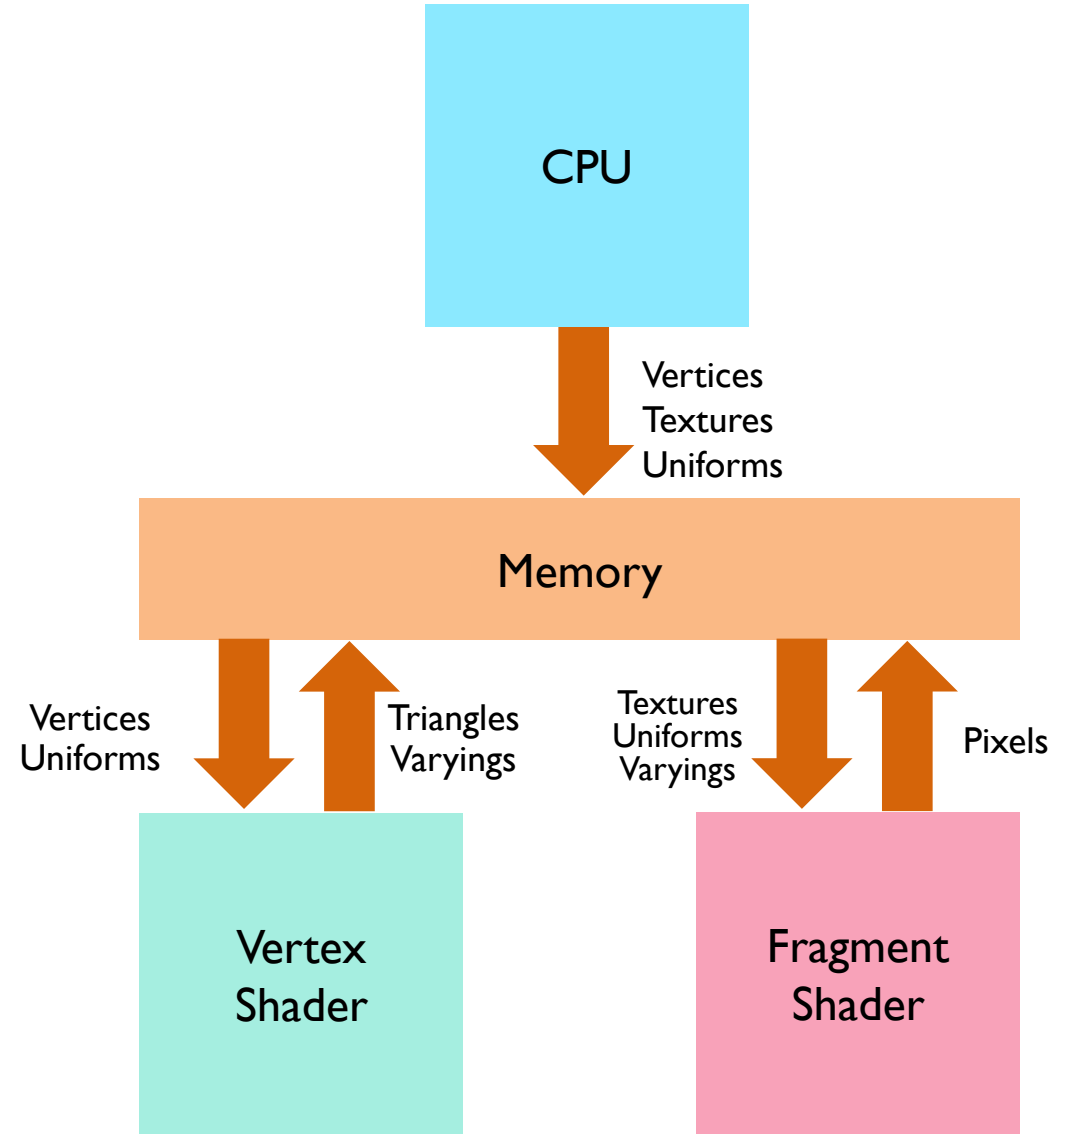 CPU
Vertices
Textures
Uniforms
Memory
Vertices
Uniforms
Triangles
Varyings
Textures
Uniforms
Varyings
Pixels
Vertex
Shader
Fragment
Shader